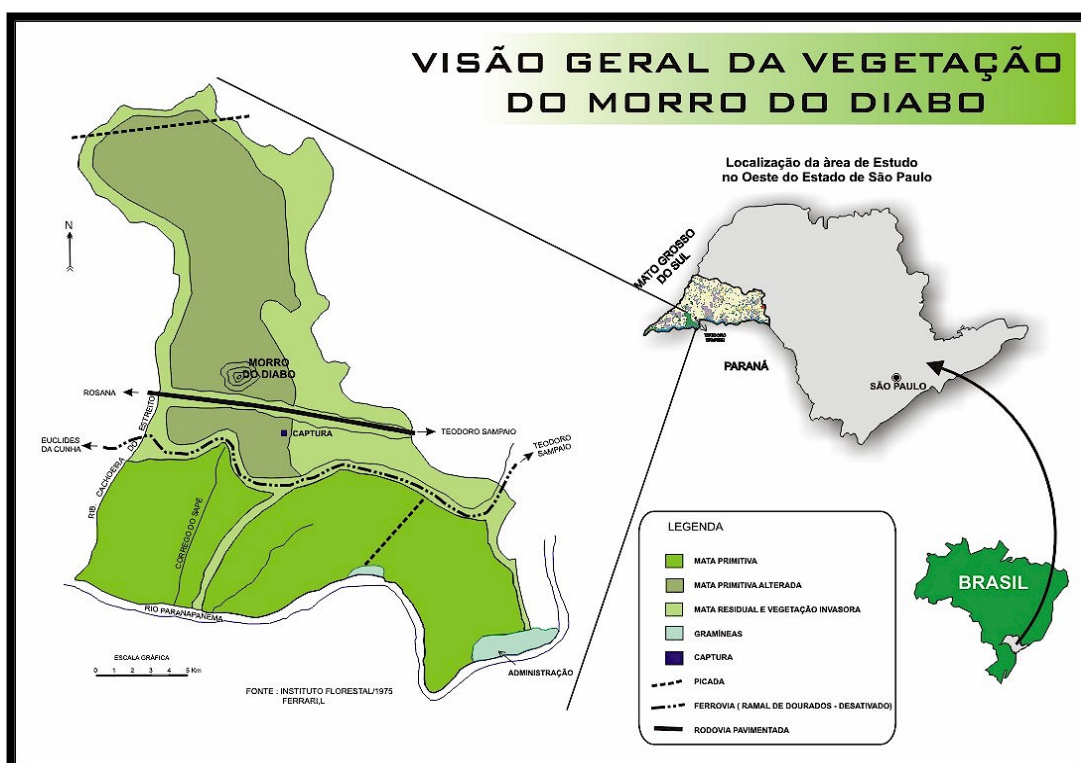 VISÃO GERAL DA VEGETAÇÃO
DO MORRO DO DIABO
Localização da àrea de Estudo
no Oeste do Estado de São Paulo
N
MATO GROSSO
DO SUL
PARANÁ
SÃO PAULO
BRASIL
MORRO
DO DIABO
ROSANA
TEODORO SAMPAIO
CAPTURA
EUCLIDES
DA CUNHA
TEODORO
SAMPAIO
RIB. CACHOEIRA DO ESTREITO
CORREGO DO SAPÉ
RIO PARANAPANEMA
ADMINISTRAÇÃO
ESCALA GRÁFICA
0 1 2 3 4 5 Km
FONTE : INSTITUTO FLORESTAL/1975
FERRARI,L
LEGENDA
MATA PRIMITIVA
MATA PRIMITIVA ALTERADA
MATA RESIDUAL E VEGETAÇÃO INVASORA
GRAMÍNEAS
CAPTURA
PICADA
FERROVIA ( RAMAL DE DOURADOS - DESATIVADO)
RODOVIA PAVIMENTADA